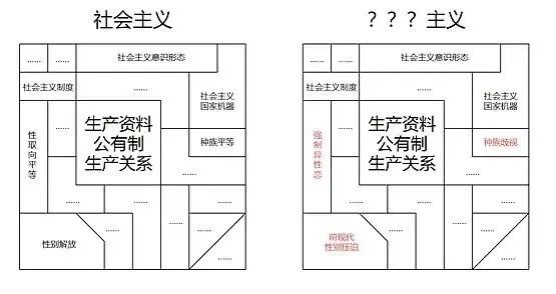 社会主义
……
……
社会主义意识形态
社会主义制度
……
社会主义
国家机器
性取向平等
……
生产资料
公有制
生产关系
种族平等
……
……
……
……
……
性别解放
……
……
……
？？？主义
……
……
社会主义意识形态
社会主义制度
……
社会主义
国家机器
强制异性恋
……
生产资料
公有制
生产关系
种族歧视
……
……
……
……
……
前现代
性别压迫
……
……
……